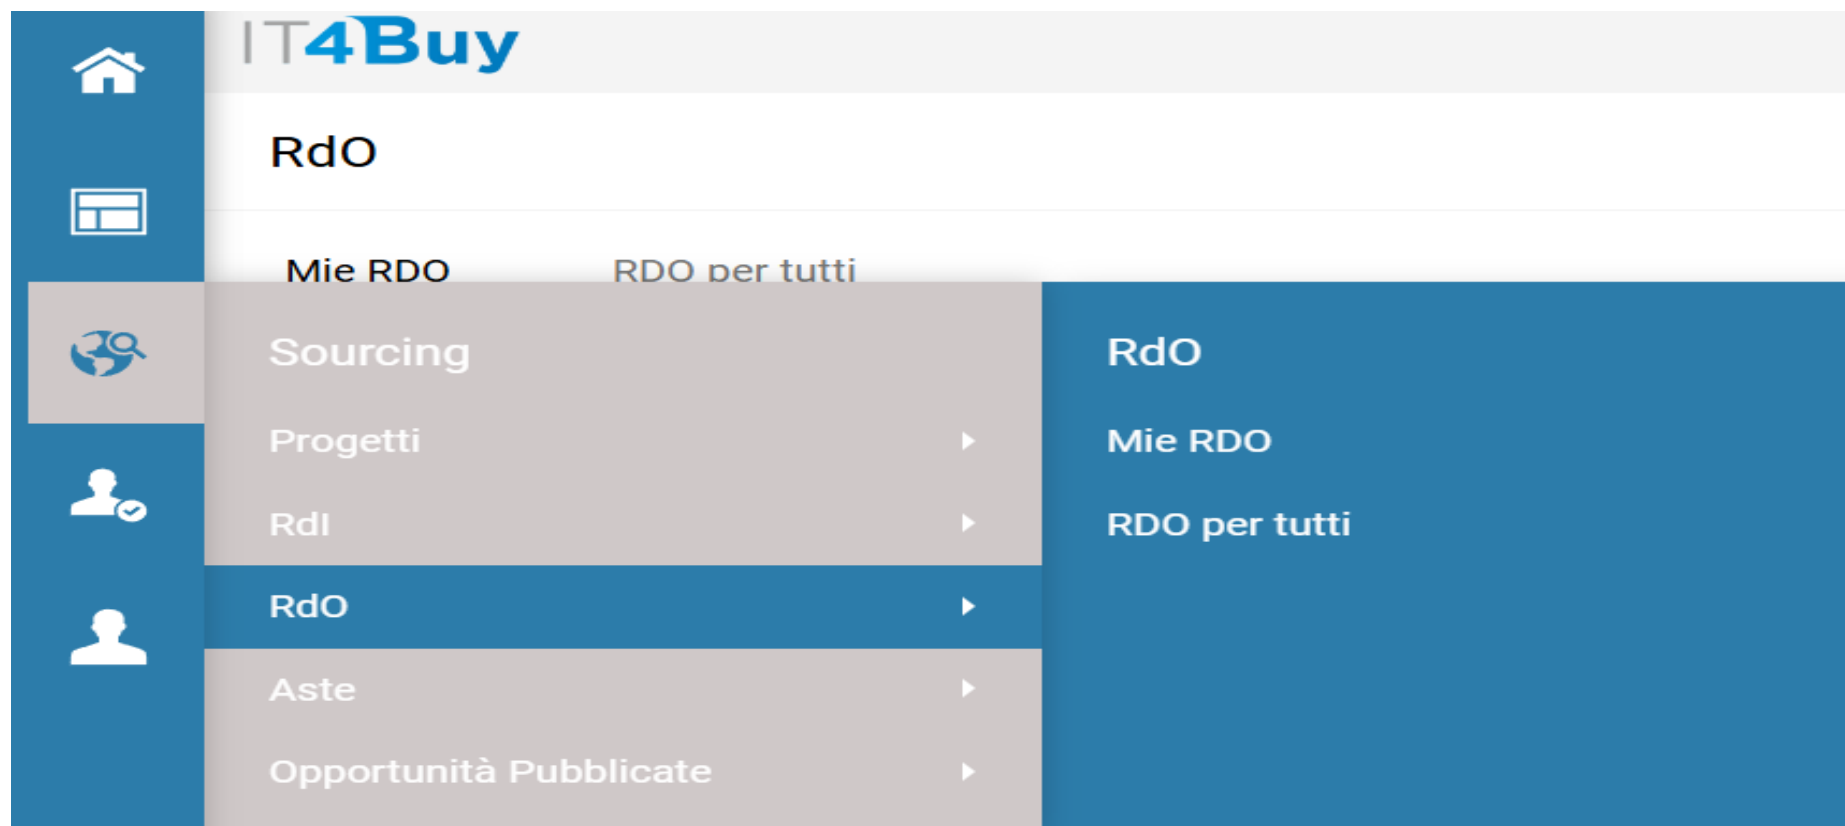 IT4Buy
RdO
Mie RDO
RDO per tutti
Sourcing
Progetti
RdI
RdO
Aste
Opportunità Pubblicate
RdO
Mie RDO
RDO per tutti